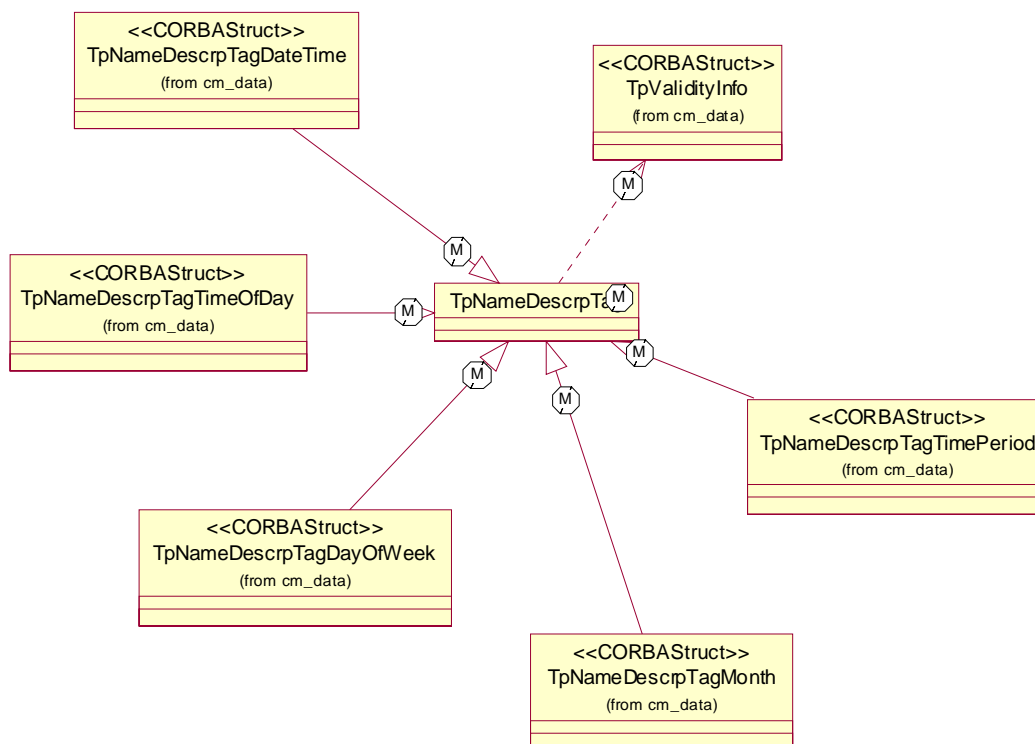 <<CORBAStruct>>
TpNameDescrpTagDateTime
(from cm_data)
<<CORBAStruct>>
TpValidityInfo
(from cm_data)
M
M
<<CORBAStruct>>
TpNameDescrpTagTimeOfDay
(from cm_data)
M
TpNameDescrpTag
M
M
M
M
<<CORBAStruct>>
TpNameDescrpTagTimePeriod
(from cm_data)
<<CORBAStruct>>
TpNameDescrpTagDayOfWeek
(from cm_data)
<<CORBAStruct>>
TpNameDescrpTagMonth
(from cm_data)